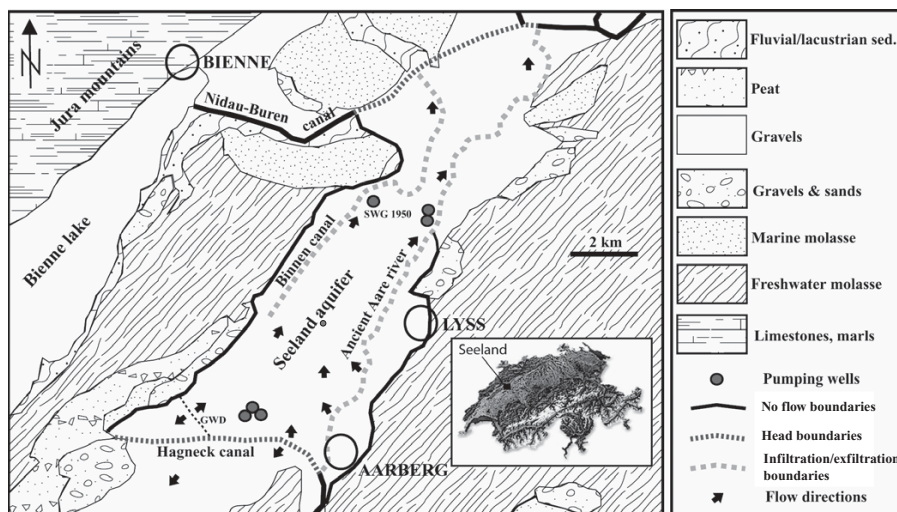 N
Jura mountains
BIENNE
Nidau-Buren
canal
Bienne lake
Binnen canal
SWG 1950
Seeland aquifer
Ancient Aare river
2 km
LYSS
Seeland
GWD
Hagneck canal
AARBERG
Fluvial/lacustrian sed.
Peat
Gravels
Gravels & sands
Marine molasse
Freshwater molasse
Limestones, marls
Pumping wells
No flow boundaries
Head boundaries
Infiltration/exfiltration
boundaries
Flow directions